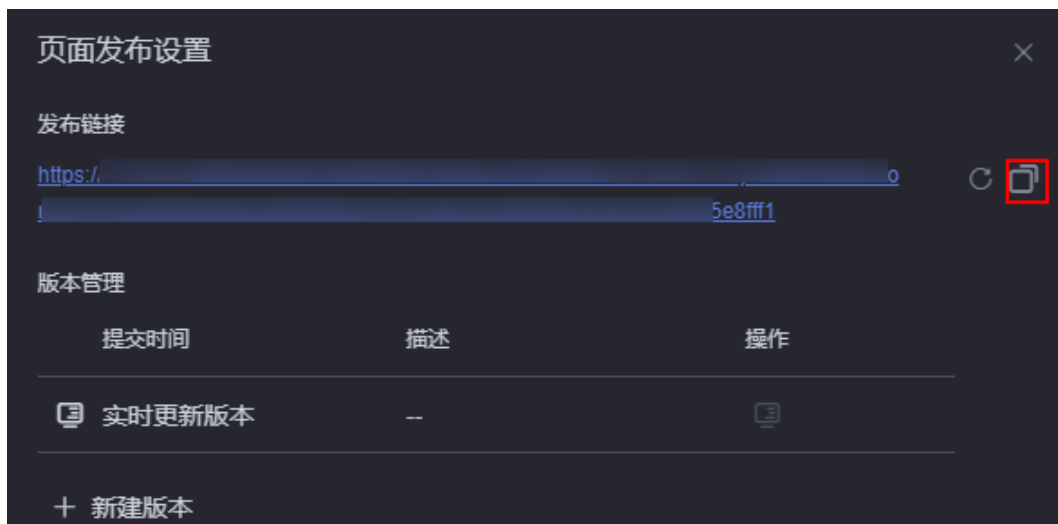 页面发布设置
发布链接
https:/
o
5e8fff1
版本管理
提交时间 描述 操作
实时更新版本 --
新建版本